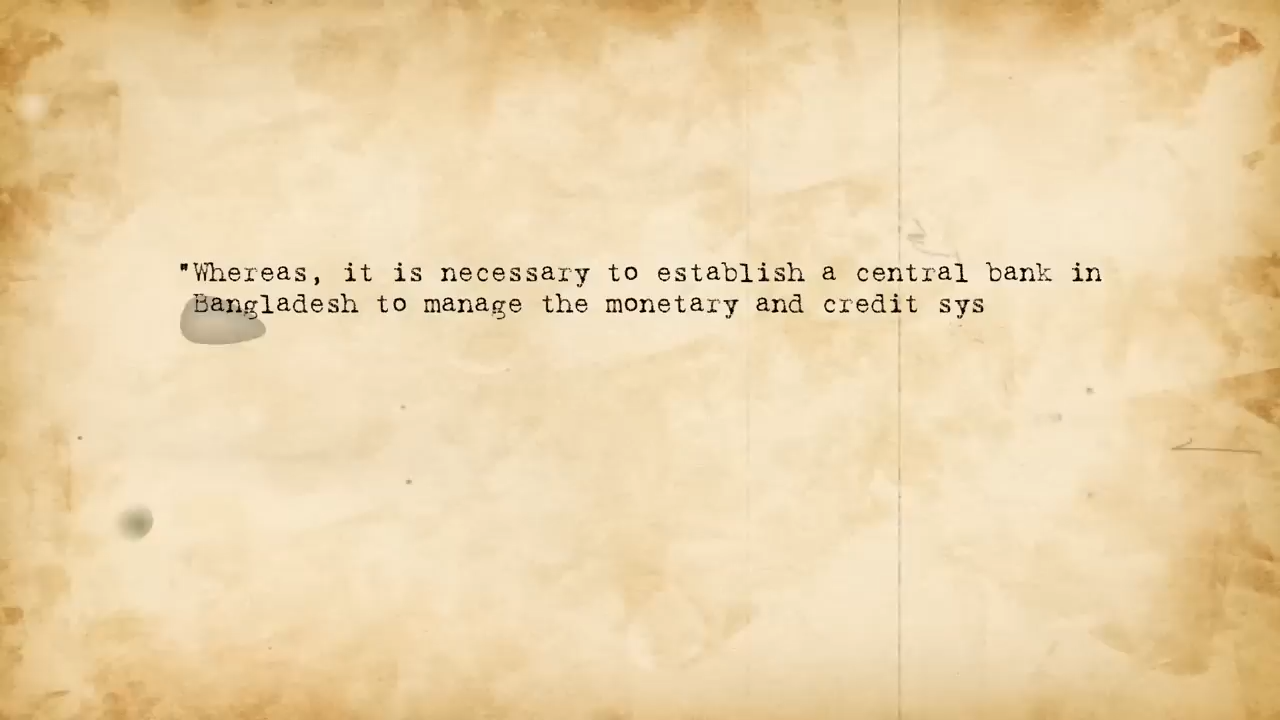 "Whereas, it is necessary to establish a central bank in
Bangladesh to manage the monetary and credit sys